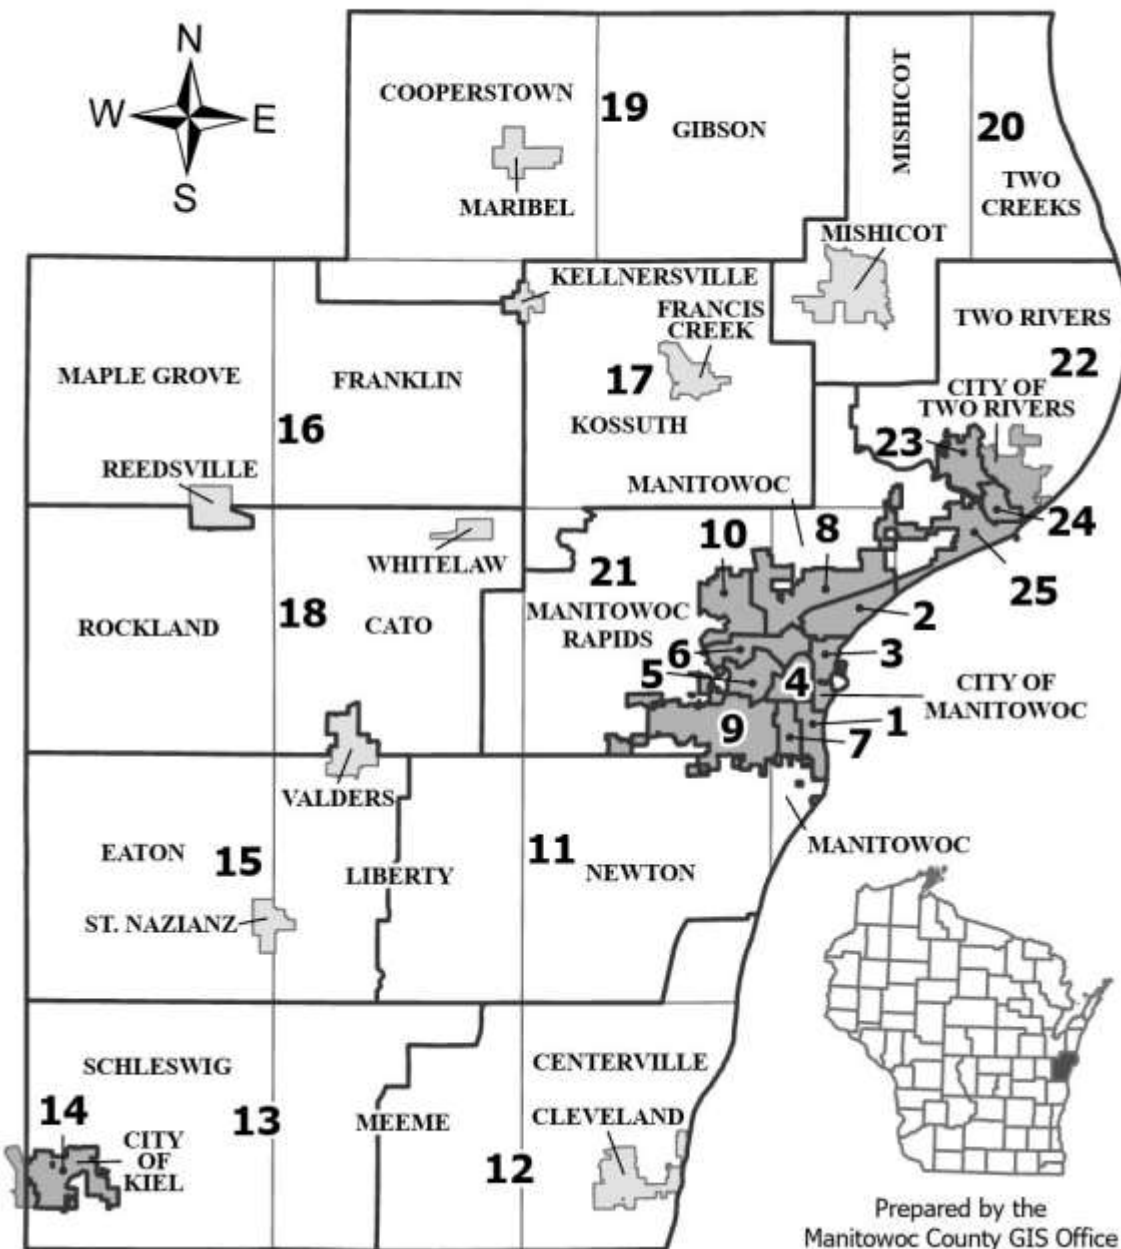 N
W E
S
COOPERSTOWN
19
GIBSON
MISHICOT
20
TWO
CREEKS
MARIBEL
MISHICOT
KELLNERSVILLE
FRANCIS
CREEK
TWO RIVERS
22
MAPLE GROVE
FRANKLIN
17
KOSSUTH
CITY OF
TWO RIVERS
16
23
REEDSVILLE
MANITOWOC
24
WHITELAW
10
8
21
25
ROCKLAND
18
CATO
MANITOWOC
RAPIDS
2
6
3
5
4
CITY OF
MANITOWOC
9
1
7
VALDERS
MANITOWOC
EATON
15
LIBERTY
11
NEWTON
ST. NAZIANZ
SCHLESWIG
CENTERVILLE
14
13
MEEME
CLEVELAND
CITY
OF
KIEL
12
Prepared by the
Manitowoc County GIS Office